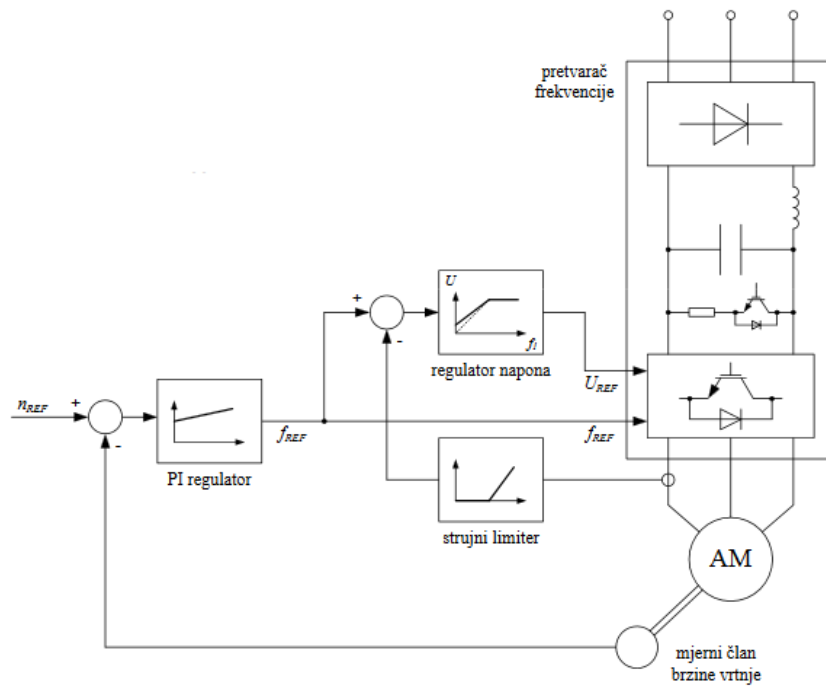 pretvarač
frekvencije
U
f₁
regulator napona
U_REF
n_REF
+
-
+
-
f_REF
f_REF
PI regulator
strujni limiter
AM
mjerni član
brzine vrtnje